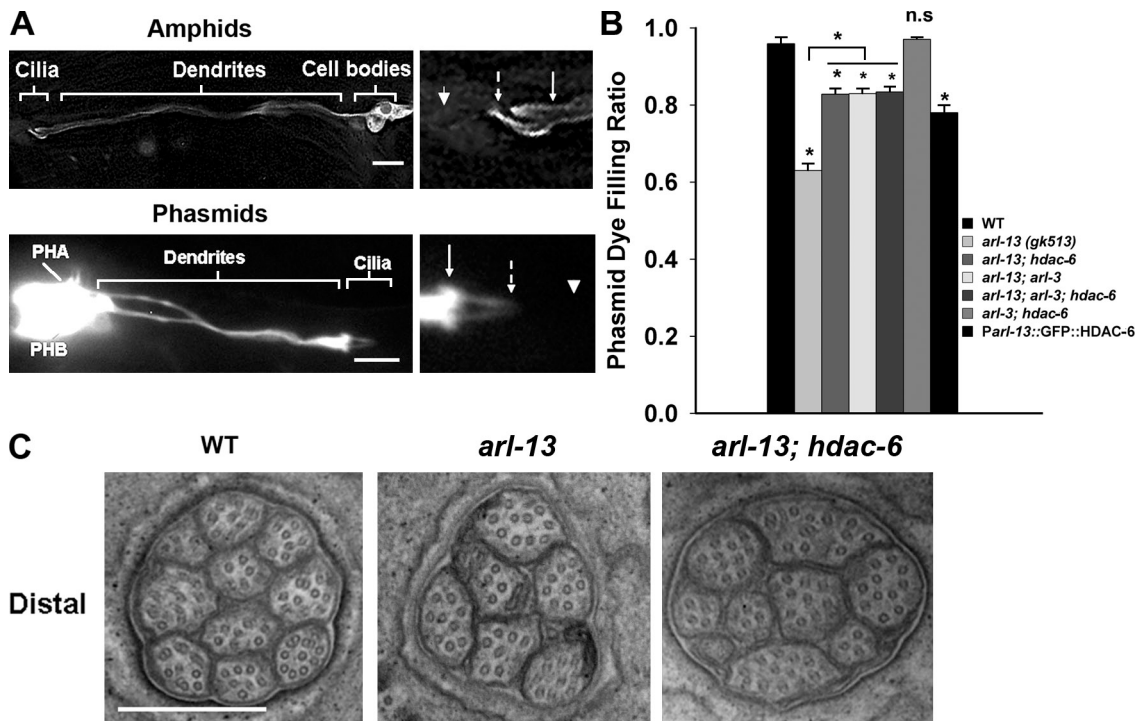 A
Amphids
Cilia
Dendrites
Cell bodies
Phasmids
PHA
PHB
Dendrites
Cilia
B
Phasmid Dye Filling Ratio
1.0
0.8
0.6
0.4
0.2
0.0
*
*
*
*
*
n.s
*
WT
arl-13 (gk513)
arl-13; hdac-6
arl-13; arl-3
arl-13; arl-3; hdac-6
arl-3; hdac-6
Parl-13::GFP::HDAC-6
C
WT
arl-13
arl-13; hdac-6
Distal